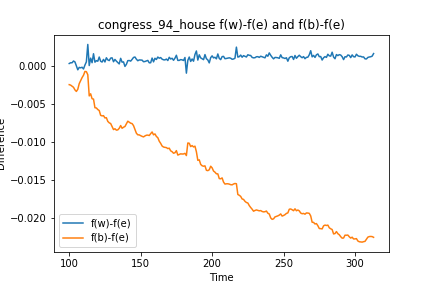 congress_94_house f(w)-f(e) and f(b)-f(e)
0.000
−0.005
−0.010
−0.015
−0.020
Difference
f(w)-f(e)
f(b)-f(e)
100
150
200
250
300
Time